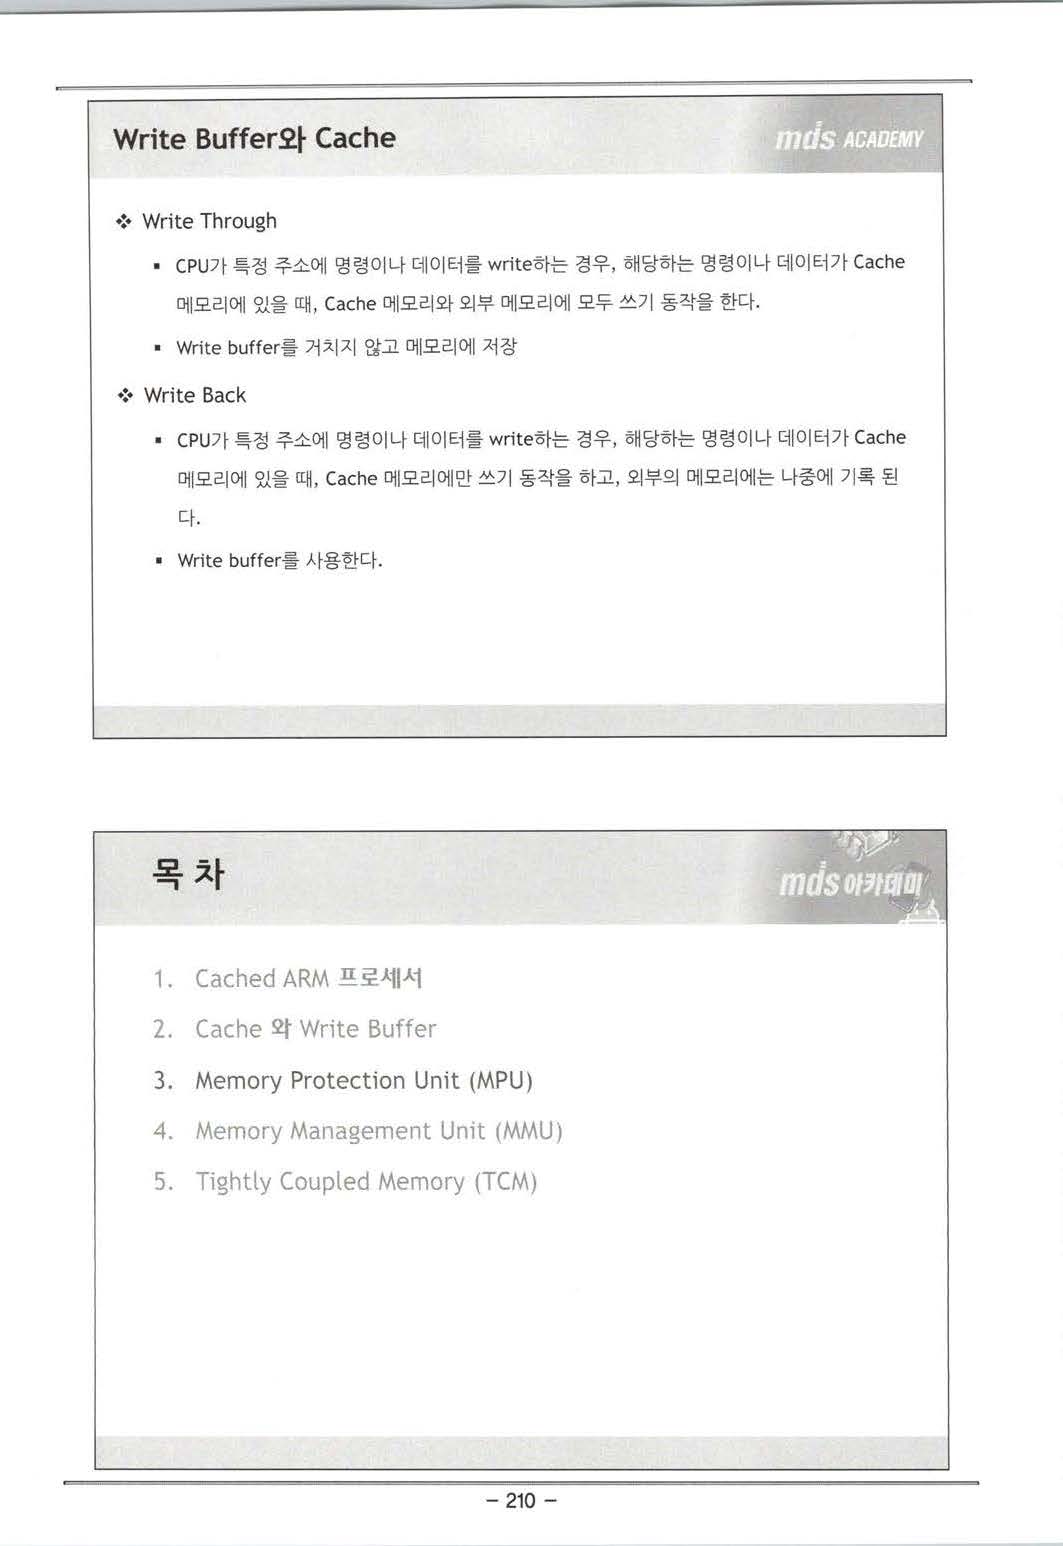 Write Buffer와 Cache
mds ACADEMY
❖ Write Through
▪ CPU가 특정 주소에 명령이나 데이터를 write하는 경우, 해당하는 명령이나 데이터가 Cache
메모리에 있을 때, Cache 메모리와 외부 메모리에 모두 쓰기 동작을 한다.
▪ Write buffer를 거치지 않고 메모리에 저장
❖ Write Back
▪ CPU가 특정 주소에 명령이나 데이터를 write하는 경우, 해당하는 명령이나 데이터가 Cache
메모리에 있을 때, Cache 메모리에만 쓰기 동작을 하고, 외부의 메모리에는 나중에 기록 된
다.
▪ Write buffer를 사용한다.
목 차
mds 아카데미
1. Cached ARM 프로세서
2. Cache 와 Write Buffer
3. Memory Protection Unit (MPU)
4. Memory Management Unit (MMU)
5. Tightly Coupled Memory (TCM)
- 210 -